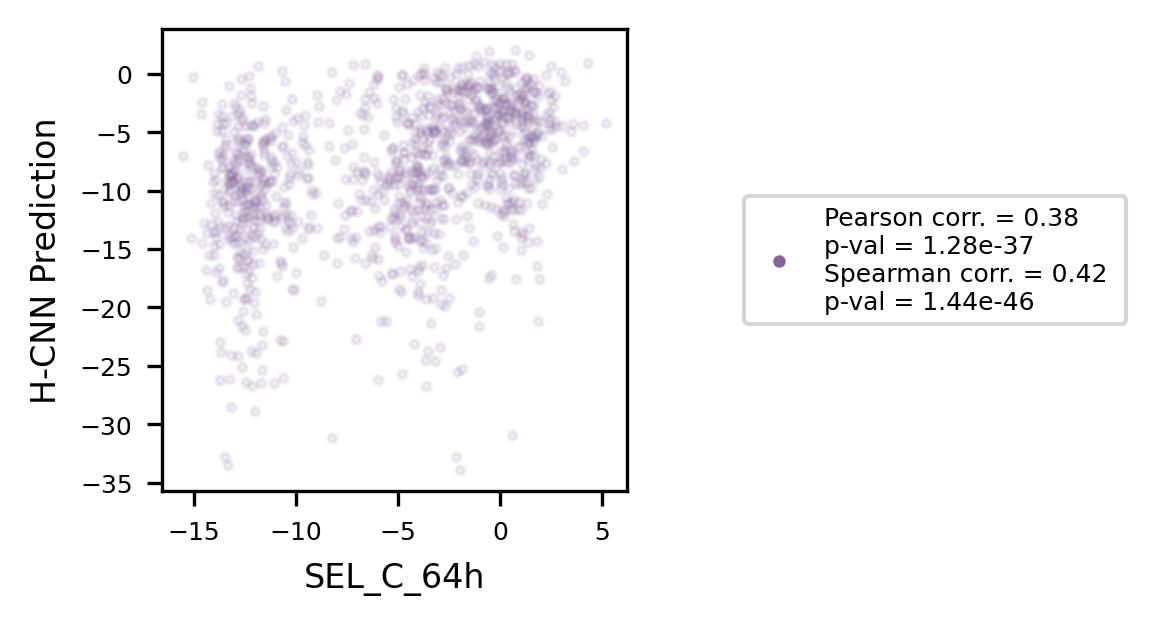 H-CNN Prediction
0
−5
−10
−15
−20
−25
−30
−35
−15
−10
−5
0
5
SEL_C_64h
Pearson corr. = 0.38
p-val = 1.28e-37
Spearman corr. = 0.42
p-val = 1.44e-46